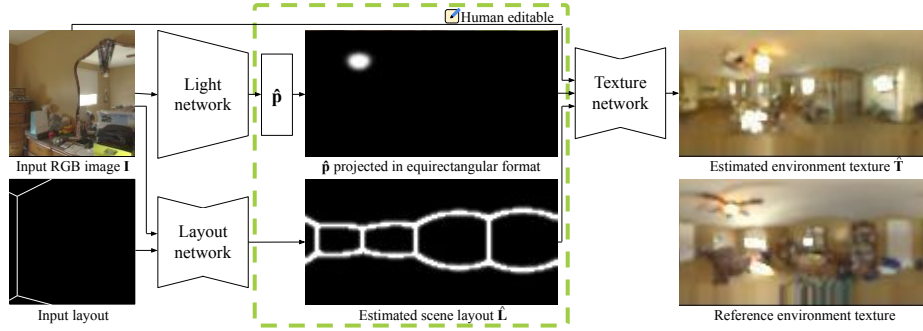 Human editable
Light
network
p̂
Texture
network
Input RGB image I
p̂ projected in equirectangular format
Estimated environment texture T̂
Layout
network
Input layout
Estimated scene layout L̂
Reference environment texture